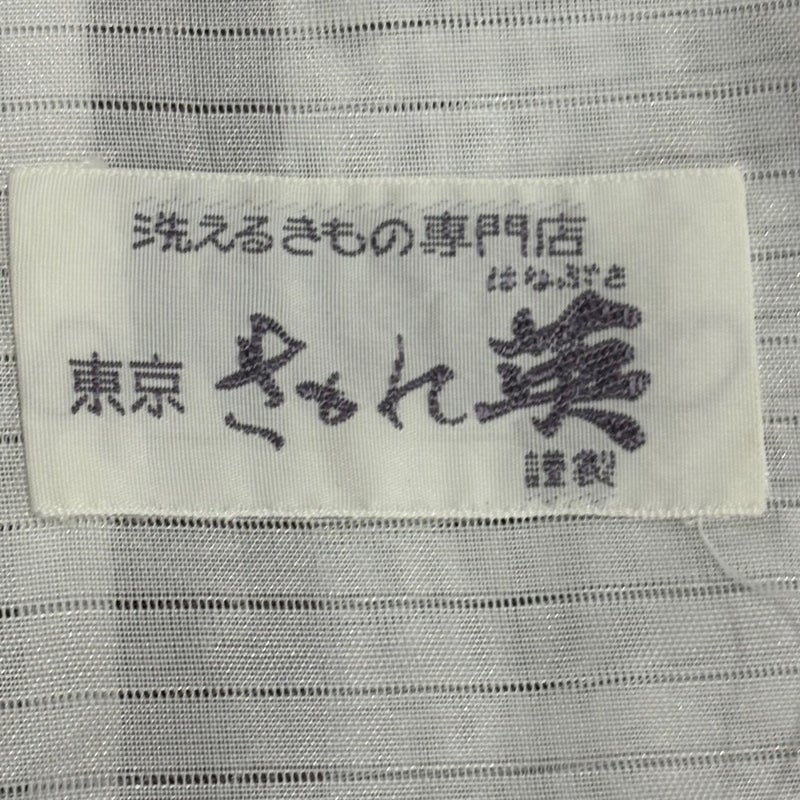 洗えるきもの専門店
はなぶさ
東京 きもの英
謹製